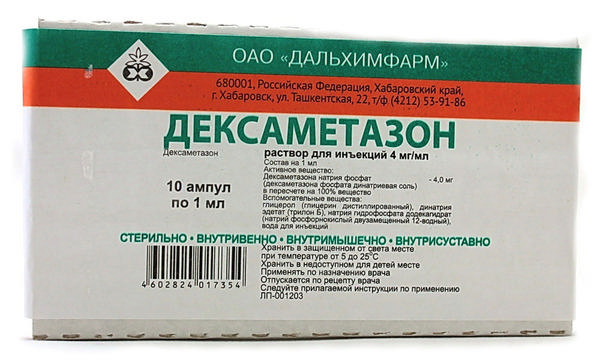 ОАО «ДАЛЬХИМФАРМ»
680001, Российская Федерация, Хабаровский край,
г. Хабаровск, ул. Ташкентская, 22, т/ф (4212) 53-91-86
ДЕКСАМЕТАЗОН
Дексаметазон
раствор для инъекций 4 мг/мл
10 ампул
по 1 мл
Состав на 1 мл
Активное вещество:
Дексаметазона натрия фосфат - 4,0 мг
(дексаметазона фосфата динатриевая соль)
в пересчете на 100% вещество
Вспомогательные вещества:
глицерол (глицерин дистиллированный), динатрия
эдетат (трилон Б), натрия гидрофосфата додекагидрат
(натрий фосфорнокислый двузамещенный 12-водный),
вода для инъекций
СТЕРИЛЬНО • ВНУТРИВЕННО • ВНУТРИМЫШЕЧНО • ВНУТРИСУСТАВНО
Хранить в защищенном от света месте
при температуре от 5 до 25°C
Хранить в недоступном для детей месте
Применять по назначению врача
Отпускается по рецепту врача
Следуйте прилагаемой инструкции по применению
ЛП-001203
4 602824 017354